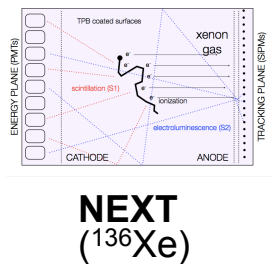 TPB coated surfaces
xenon
gas
ENERGY PLANE (PMTs)
TRACKING PLANE (SiPMs)
e-
e-
e-
e-
e-
e-
scintillation (S1)
ionization
electroluminescence (S2)
CATHODE
ANODE
NEXT
(¹³⁶Xe)